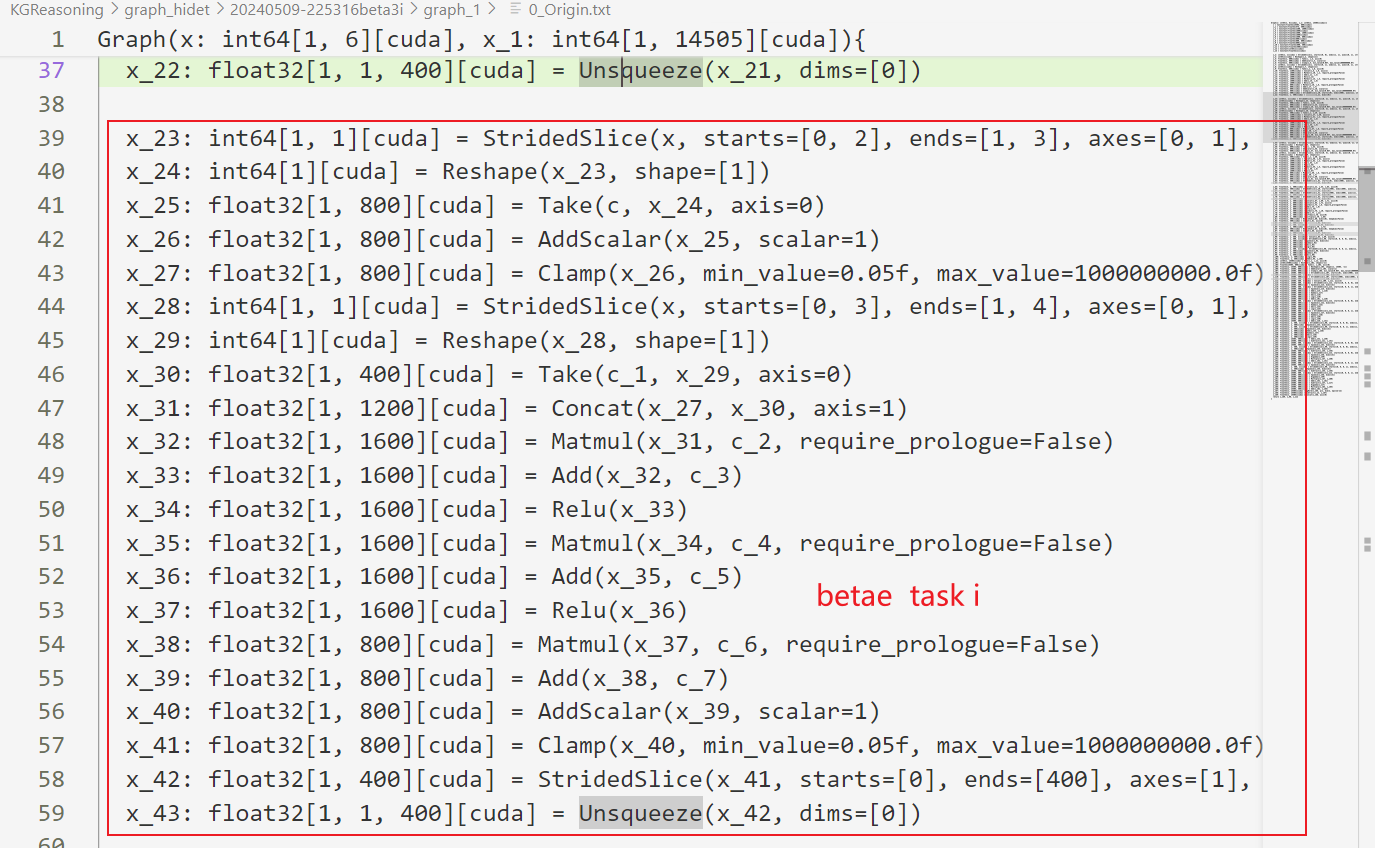 KGReasoning > graph_hidet > 20240509-225316beta3i > graph_1 > 0_Origin.txt
1 Graph(x: int64[1, 6][cuda], x_1: int64[1, 14505][cuda]){
37 x_22: float32[1, 1, 400][cuda] = Unsqueeze(x_21, dims=[0])
38
39 x_23: int64[1, 1][cuda] = StridedSlice(x, starts=[0, 2], ends=[1, 3], axes=[0, 1],
40 x_24: int64[1][cuda] = Reshape(x_23, shape=[1])
41 x_25: float32[1, 800][cuda] = Take(c, x_24, axis=0)
42 x_26: float32[1, 800][cuda] = AddScalar(x_25, scalar=1)
43 x_27: float32[1, 800][cuda] = Clamp(x_26, min_value=0.05f, max_value=1000000000.0f)
44 x_28: int64[1, 1][cuda] = StridedSlice(x, starts=[0, 3], ends=[1, 4], axes=[0, 1],
45 x_29: int64[1][cuda] = Reshape(x_28, shape=[1])
46 x_30: float32[1, 400][cuda] = Take(c_1, x_29, axis=0)
47 x_31: float32[1, 1200][cuda] = Concat(x_27, x_30, axis=1)
48 x_32: float32[1, 1600][cuda] = Matmul(x_31, c_2, require_prologue=False)
49 x_33: float32[1, 1600][cuda] = Add(x_32, c_3)
50 x_34: float32[1, 1600][cuda] = Relu(x_33)
51 x_35: float32[1, 1600][cuda] = Matmul(x_34, c_4, require_prologue=False)
52 x_36: float32[1, 1600][cuda] = Add(x_35, c_5)
betae task i
53 x_37: float32[1, 1600][cuda] = Relu(x_36)
54 x_38: float32[1, 800][cuda] = Matmul(x_37, c_6, require_prologue=False)
55 x_39: float32[1, 800][cuda] = Add(x_38, c_7)
56 x_40: float32[1, 800][cuda] = AddScalar(x_39, scalar=1)
57 x_41: float32[1, 800][cuda] = Clamp(x_40, min_value=0.05f, max_value=1000000000.0f)
58 x_42: float32[1, 400][cuda] = StridedSlice(x_41, starts=[0], ends=[400], axes=[1],
59 x_43: float32[1, 1, 400][cuda] = Unsqueeze(x_42, dims=[0])
60